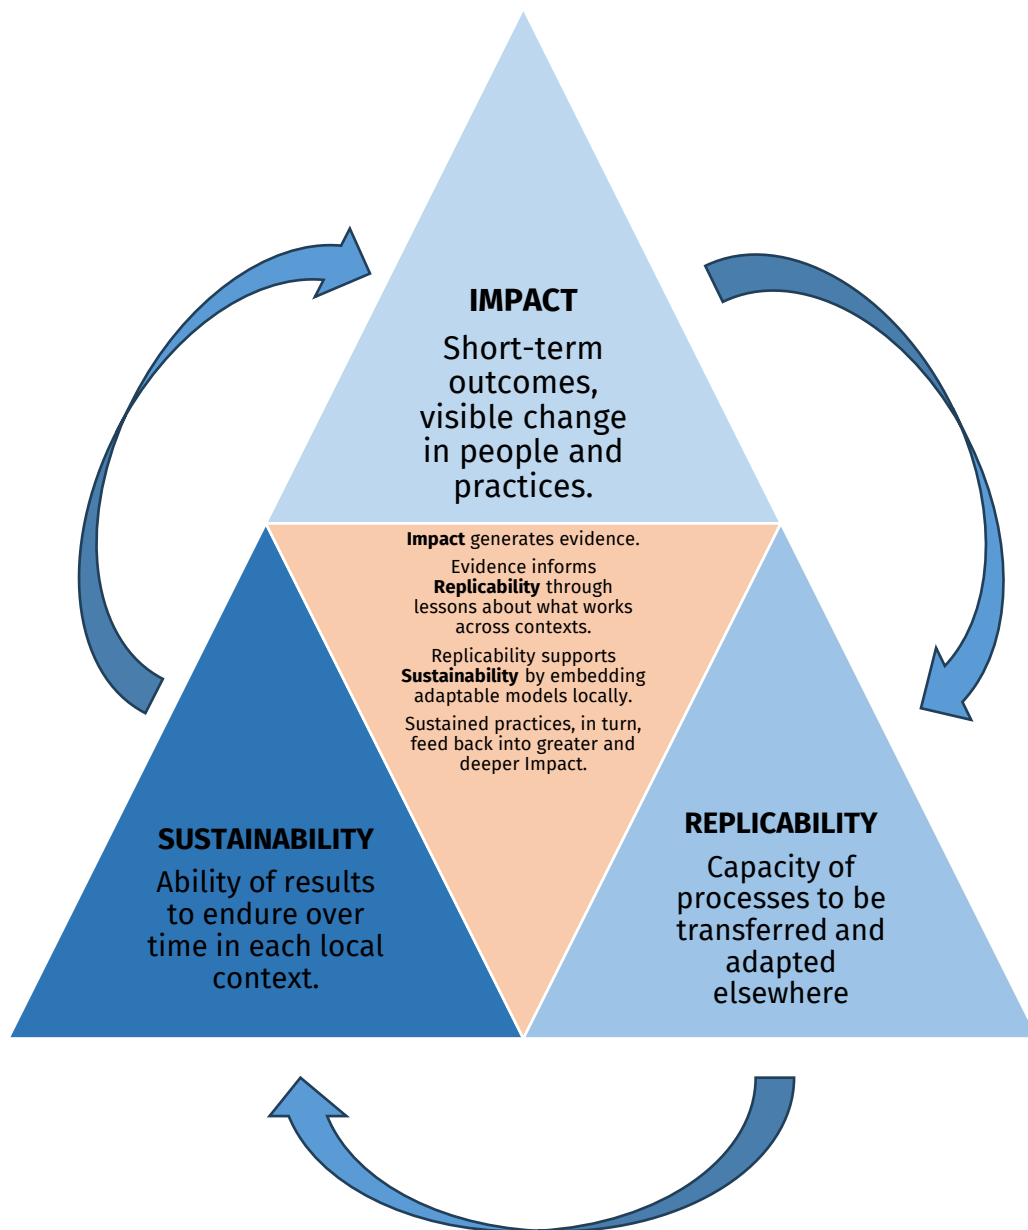 IMPACT
Short-term
outcomes,
visible change
in people and
practices.
Impact generates evidence.
Evidence informs
Replicability through
lessons about what works
across contexts.
Replicability supports
Sustainability by embedding
adaptable models locally.
Sustained practices, in turn,
feed back into greater and
deeper Impact.
SUSTAINABILITY
Ability of results
to endure over
time in each local
context.
REPLICABILITY
Capacity of
processes to be
transferred and
adapted
elsewhere